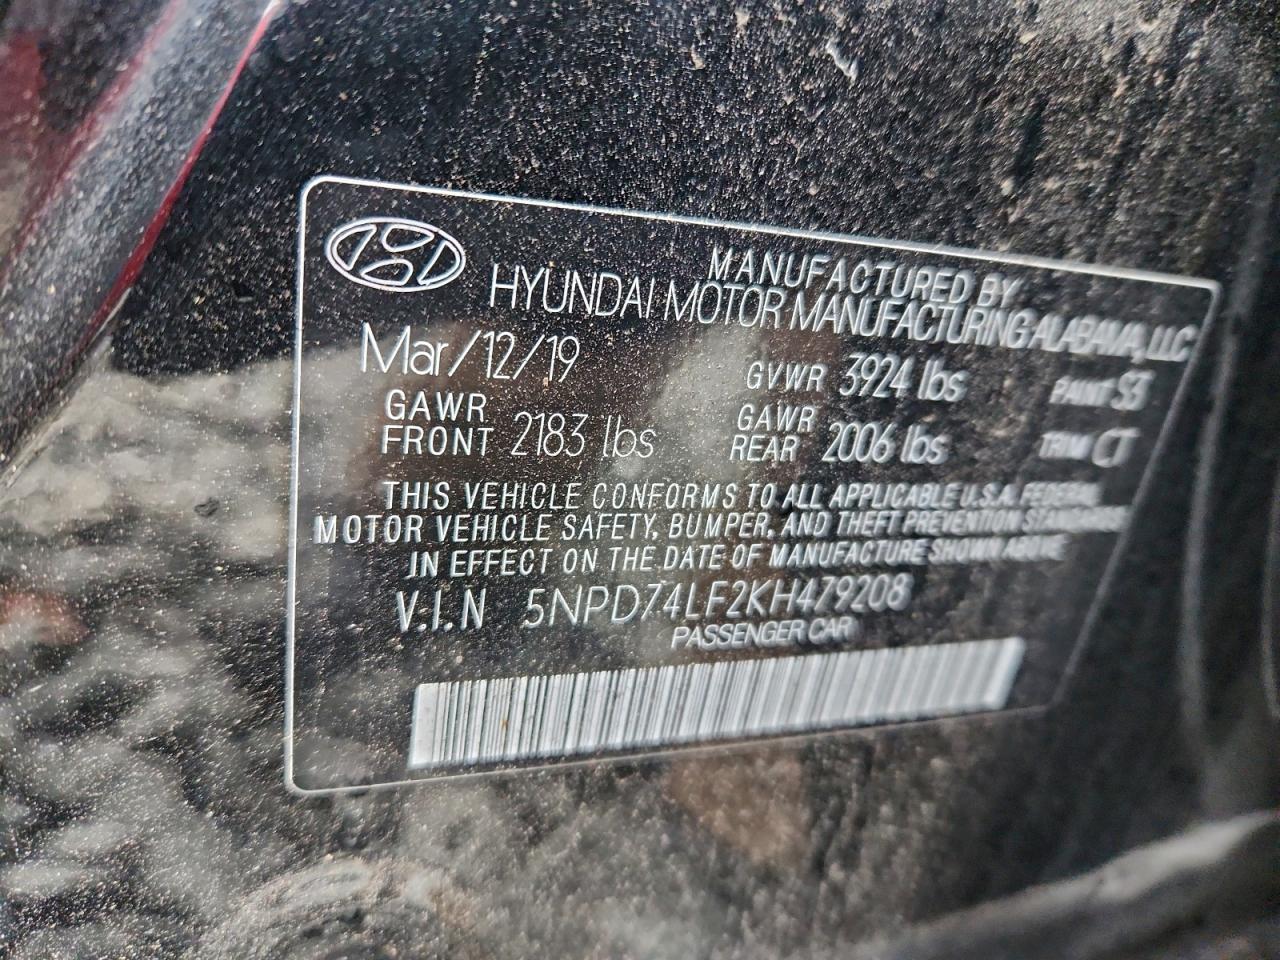 MANUFACTURED BY
HYUNDAI MOTOR MANUFACTURING ALABAMA, LLC
Mar/12/19 GVWR 3924 lbs PAINT S3
GAWR FRONT 2183 lbs GAWR REAR 2006 lbs TRIM CT
THIS VEHICLE CONFORMS TO ALL APPLICABLE U.S.A. FEDERAL
MOTOR VEHICLE SAFETY, BUMPER, AND THEFT PREVENTION STANDARDS
IN EFFECT ON THE DATE OF MANUFACTURE SHOWN ABOVE
V.I.N 5NPD74LF2KH479208
PASSENGER CAR